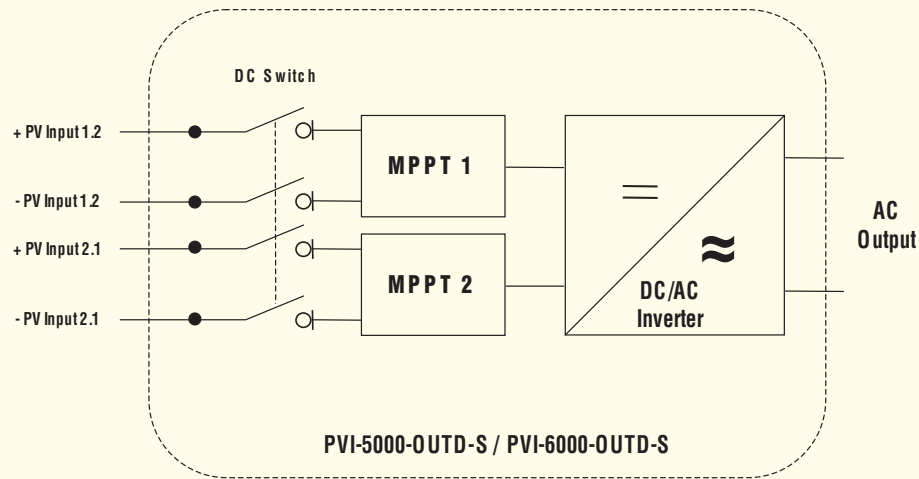 DC Switch
+ PV Input 1.2
- PV Input 1.2
+ PV Input 2.1
- PV Input 2.1
MPPT 1
MPPT 2
DC/AC
Inverter
AC
Output
PVI-5000-OUTD-S / PVI-6000-OUTD-S